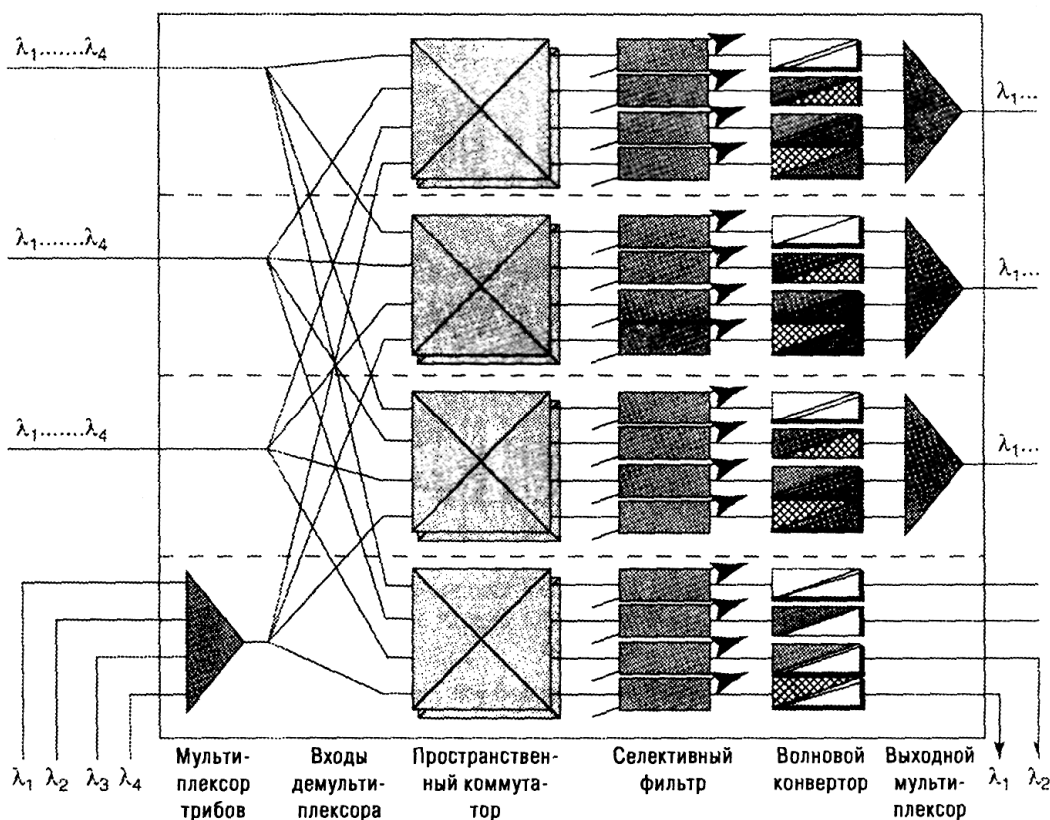 λ1.......λ4
λ1...
λ1.......λ4
λ1...
λ1.......λ4
λ1...
λ1 λ2 λ3 λ4
Мульти-
плексор
трибов
Входы
демульти-
плексора
Пространствен-
ный коммута-
тор
Селективный
фильтр
Волновой
конвертор
Выходной
мульти-
плексор
λ1 λ2